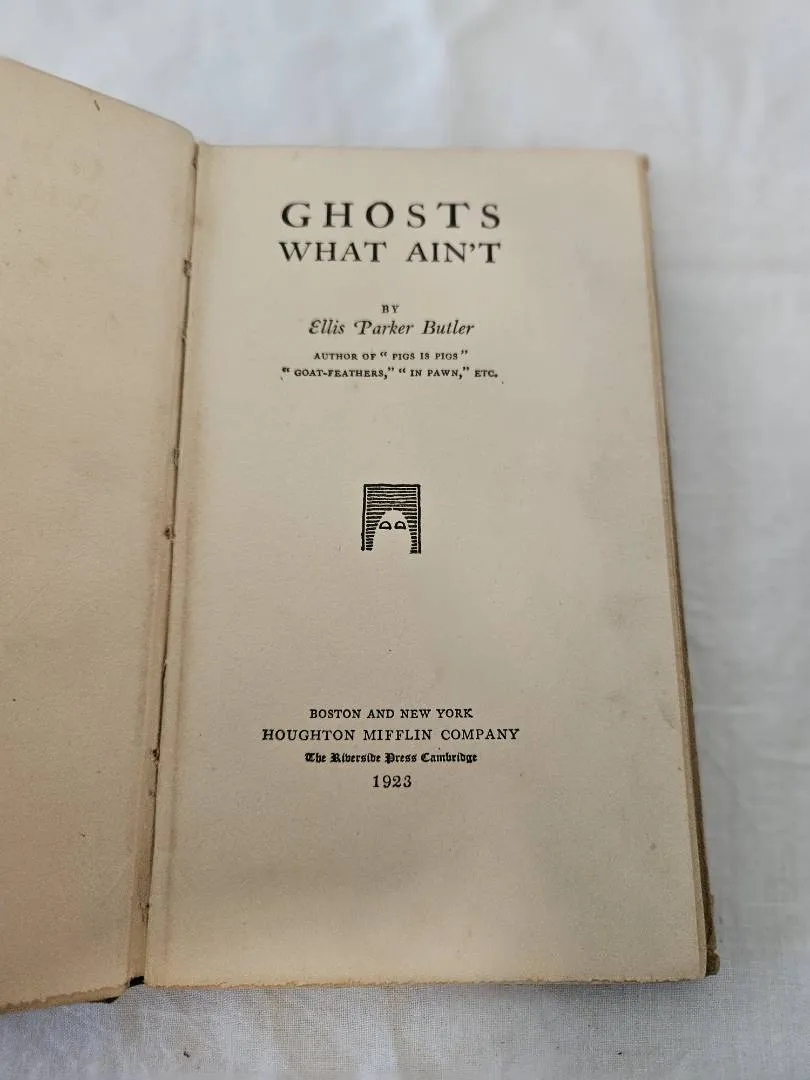 GHOSTS
WHAT AIN'T
BY
Ellis Parker Butler
AUTHOR OF “ PIGS IS PIGS ”
“ GOAT-FEATHERS,” “ IN PAWN,” ETC.
BOSTON AND NEW YORK
HOUGHTON MIFFLIN COMPANY
The Riverside Press Cambridge
1923